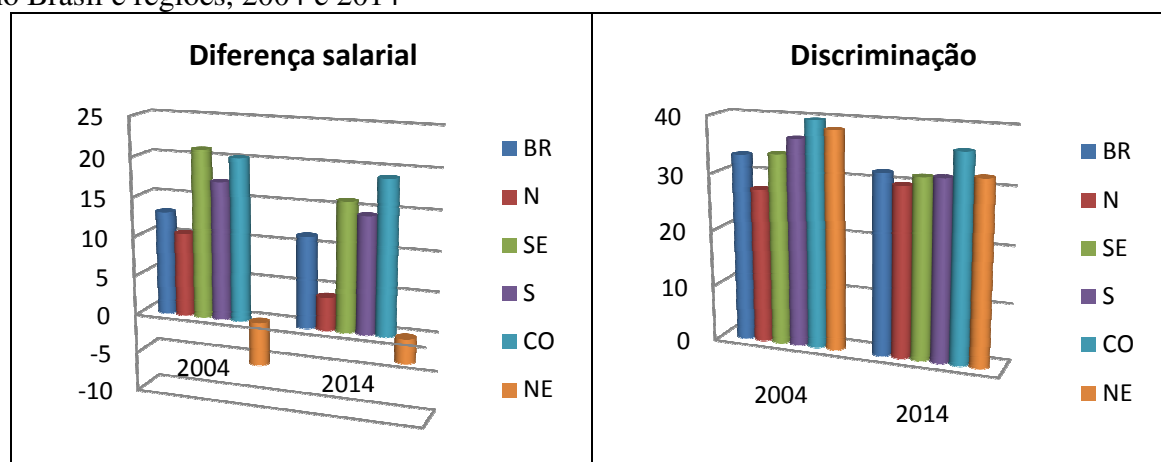 no Brasil e regiões, 2004 e 2014
Diferença salarial
25
20
15
10
5
0
-5
-10
2004
2014
BR
N
SE
S
CO
NE
Discriminação
40
30
20
10
0
2004
2014
BR
N
SE
S
CO
NE